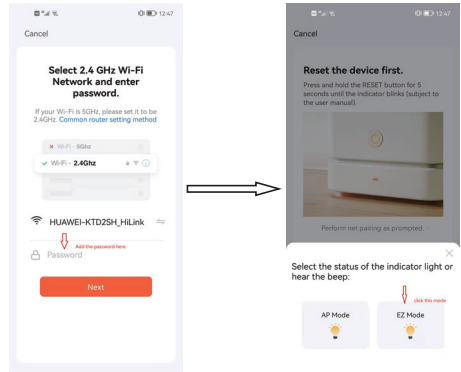 12:47
Cancel
Select 2.4 GHz Wi-Fi
Network and enter
password.
If your Wi-Fi is 5GHz, please set it to be
2.4GHz. Common router setting method
Wi-Fi - 5Ghz
Wi-Fi - 2.4Ghz
HUAWEI-KTD2SH_HiLink
Add the password here
Password
Next
12:47
Cancel
Reset the device first.
Press and hold the RESET button for 5
seconds until the indicator blinks (subject to
the user manual).
Perform net pairing as prompted.
Select the status of the indicator light or
hear the beep:
click this mode
AP Mode
EZ Mode